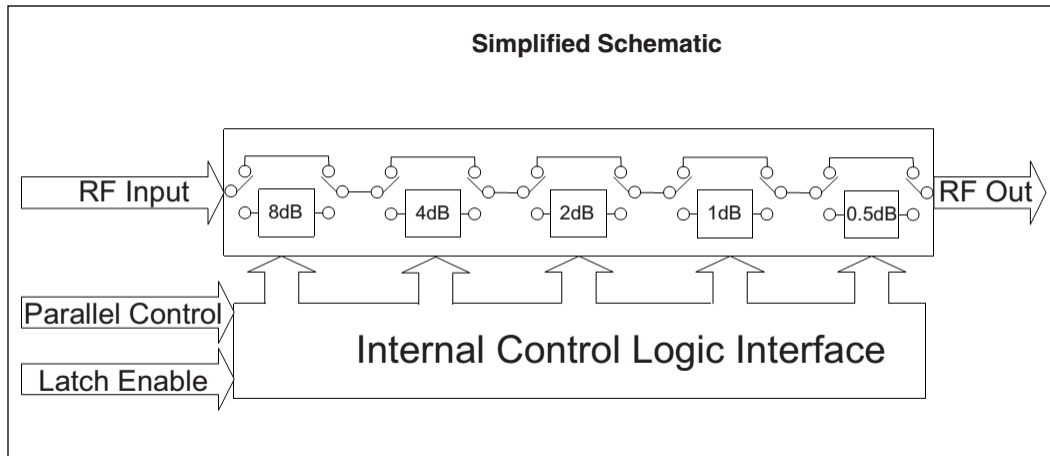 Simplified Schematic
RF Input
8dB
4dB
2dB
1dB
0.5dB
RF Out
Parallel Control
Internal Control Logic Interface
Latch Enable